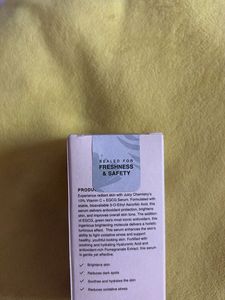 SEALED FOR
FRESHNESS
& SAFETY
PRODU
Experience radiant skin with Juicy Chemistry's
10% Vitamin C + EGCG Serum. Formulated with
stable, bioavailable 3-O-Ethyl Ascorbic Acid, this
serum delivers antioxidant protection, brightens
skin, and improves overall skin tone. The addition
of EGCG, green tea's most ionic antioxidant, this
ingenious brightening molecule delivers a holistic
luminous effect. This serum enhances the skin's
ability to fight oxidative stress and support
healthy, youthful looking skin. Fortified with
soothing and hydrating Hyaluronic Acid and
antioxidant-rich Pomegranate Extract, this serum
is gentle yet effective.
Brightens skin
Reduces dark spots
Soothes and hydrates the skin
Reduces oxidative stress